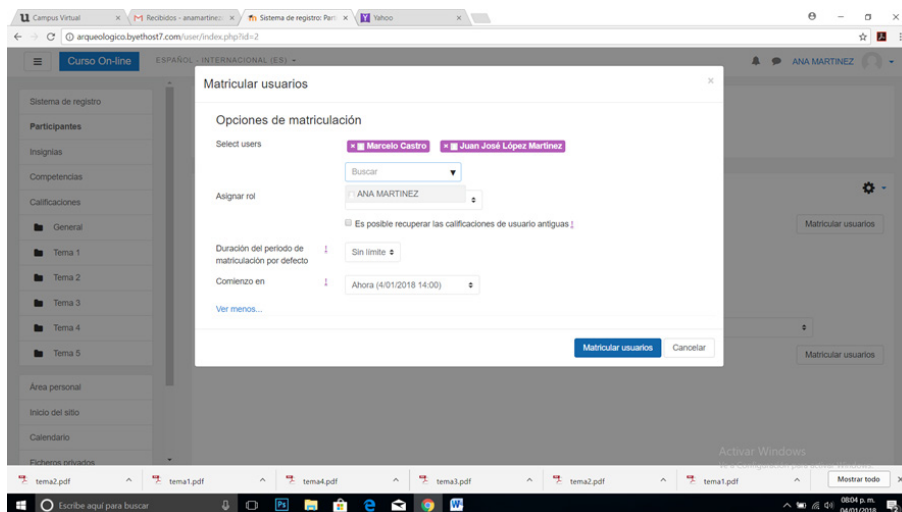 Campus Virtual
Recibidos - anamartinez
Sistema de registro: Part
Yahoo
arqueologico.byethost7.com/user/index.php?id=2
Curso On-line
ESPAÑOL - INTERNACIONAL (ES)
ANA MARTINEZ
Sistema de registro
Participantes
Insignias
Competencias
Calificaciones
General
Tema 1
Tema 2
Tema 3
Tema 4
Tema 5
Área personal
Inicio del sitio
Calendario
Ficheros privados
Matricular usuarios
Opciones de matriculación
Select users
× Marcelo Castro
× Juan José López Martinez
Buscar
ANA MARTINEZ
Asignar rol
Es posible recuperar las calificaciones de usuario antiguas
Duración del periodo de
matriculación por defecto
Sin límite
Comienzo en
Ahora (4/01/2018 14:00)
Ver menos...
Matricular usuarios
Cancelar
Matricular usuarios
Matricular usuarios
Activar Windows
tema2.pdf
tema1.pdf
tema4.pdf
tema3.pdf
tema2.pdf
tema1.pdf
Mostrar todo
Escribe aquí para buscar
08:04 p. m.
04/01/2018